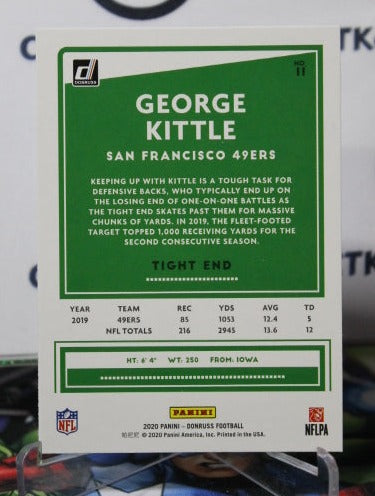 DONRUSS
NO.
11
GEORGE
KITTLE
SAN FRANCISCO 49ERS
KEEPING UP WITH KITTLE IS A TOUGH TASK FOR
DEFENSIVE BACKS, WHO TYPICALLY END UP ON
THE LOSING END OF ONE-ON-ONE BATTLES AS
THE TIGHT END SKATES PAST THEM FOR MASSIVE
CHUNKS OF YARDS. IN 2019, THE FLEET-FOOTED
TARGET TOPPED 1,000 RECEIVING YARDS FOR THE
SECOND CONSECUTIVE SEASON.
TIGHT END
YEAR TEAM REC YDS AVG TD
2019 49ERS 85 1053 12.4 5
NFL TOTALS 216 2945 13.6 12
HT: 6' 4" WT: 250 FROM: IOWA
NFL
PANINI
NFLPA
2020 PANINI – DONRUSS FOOTBALL
© 2020 Panini America, Inc. Printed in the USA.